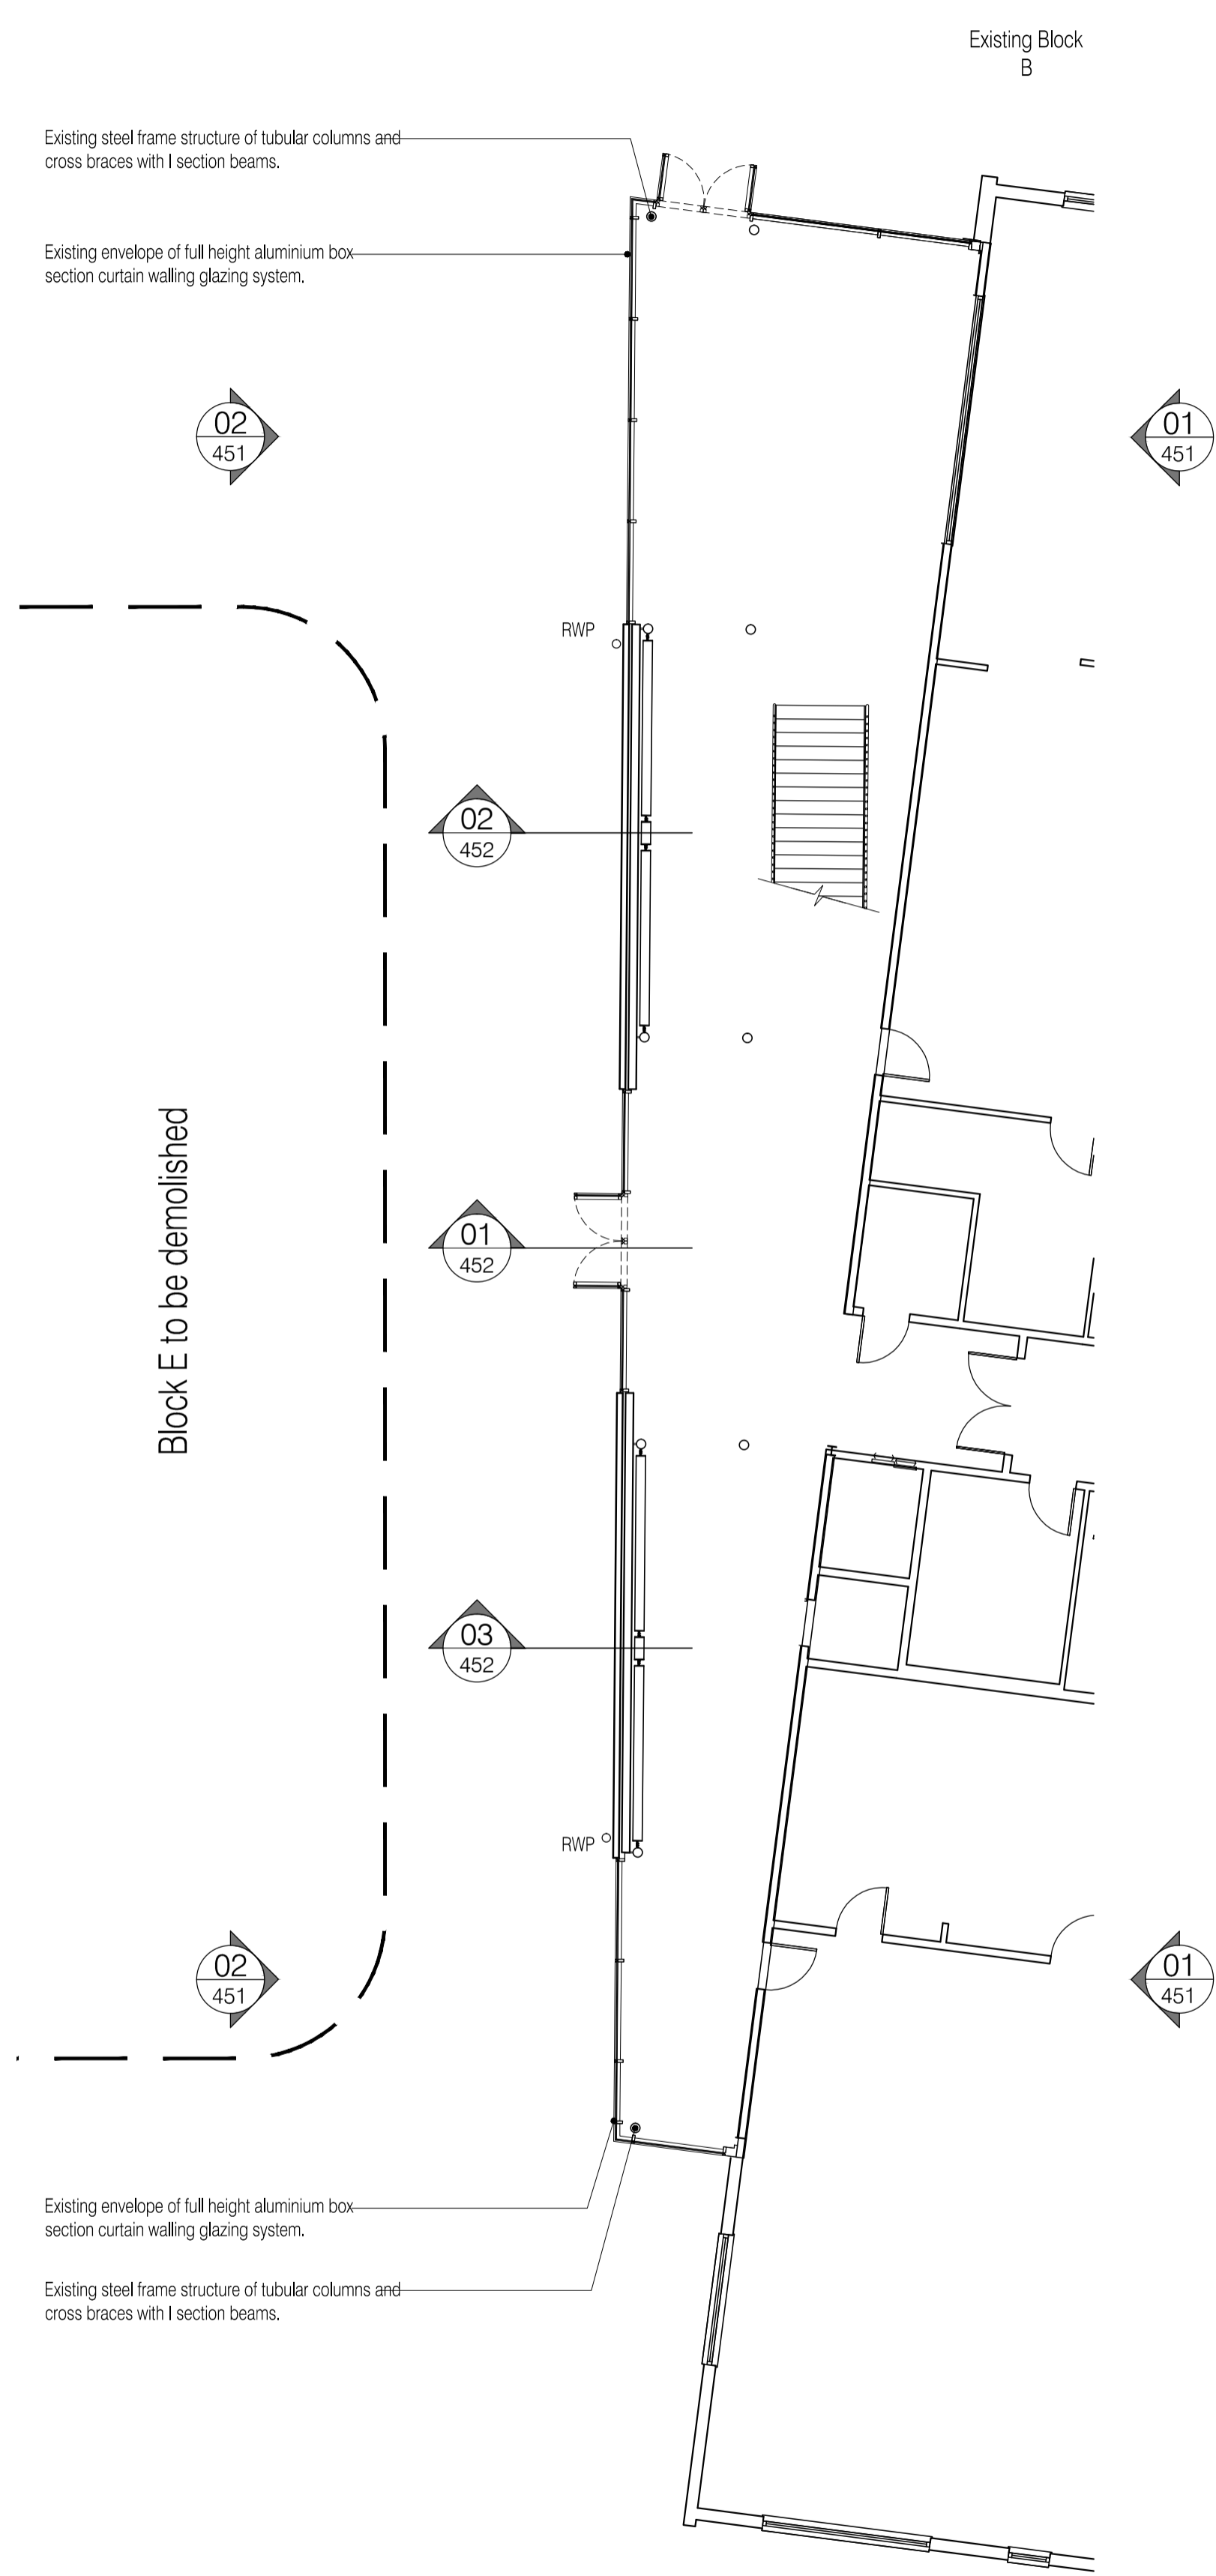 Existing Block
B
Existing steel frame structure of tubular columns and
cross braces with I section beams.
Existing envelope of full height aluminium box
section curtain walling glazing system.
02
451
01
451
RWP
02
452
Block E to be demolished
01
452
03
452
RWP
02
451
01
451
Existing envelope of full height aluminium box
section curtain walling glazing system.
Existing steel frame structure of tubular columns and
cross braces with I section beams.